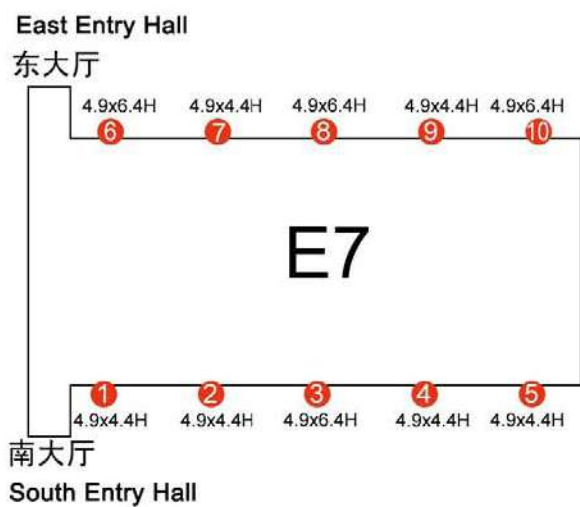 East Entry Hall
东大厅
4.9x6.4H 4.9x4.4H 4.9x6.4H 4.9x4.4H 4.9x6.4H
6 7 8 9 10
E7
1 2 3 4 5
4.9x4.4H 4.9x4.4H 4.9x6.4H 4.9x4.4H 4.9x4.4H
南大厅
South Entry Hall